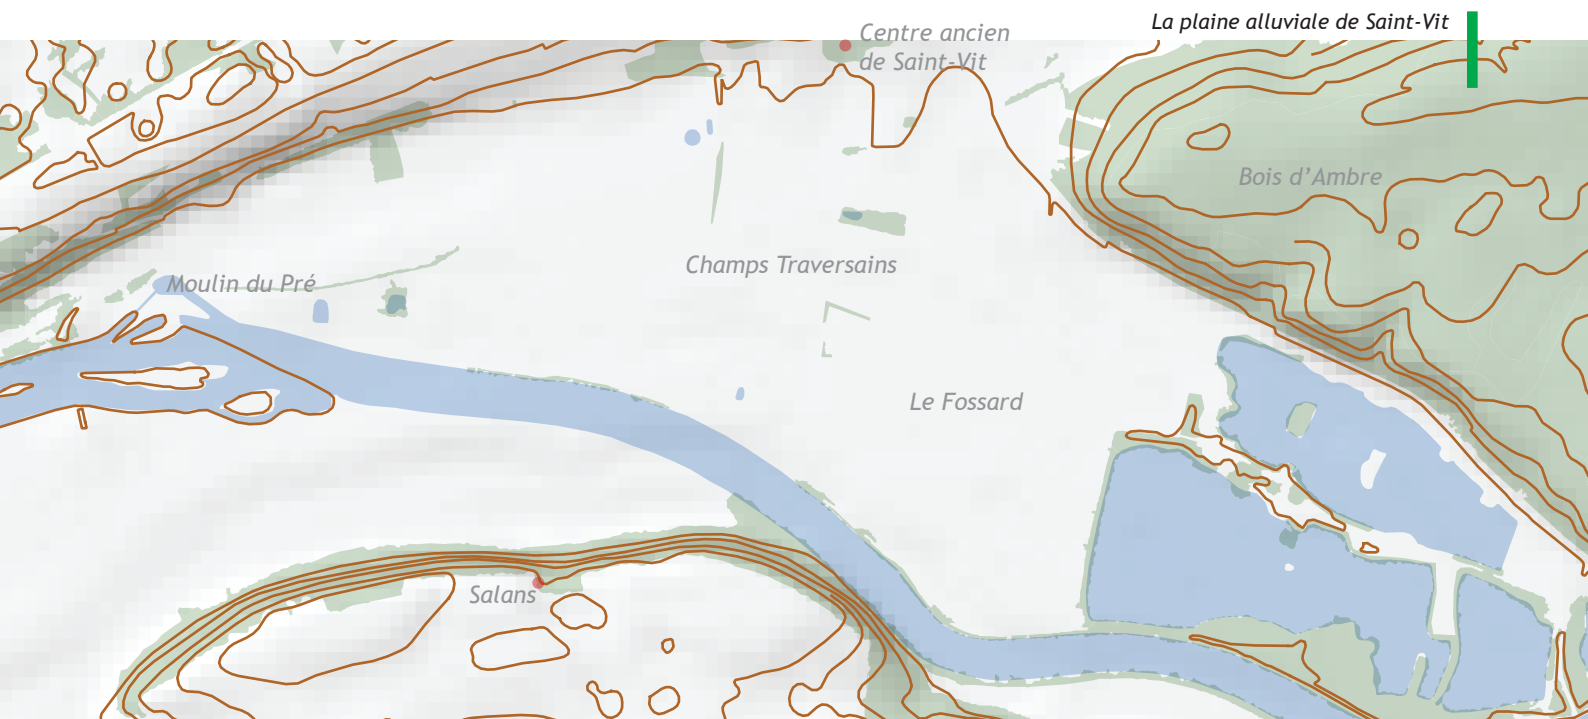 La plaine alluviale de Saint-Vit
Centre ancien
de Saint-Vit
Bois d’Ambre
Champs Traversains
Moulin du Pré
Le Fossard
Salans